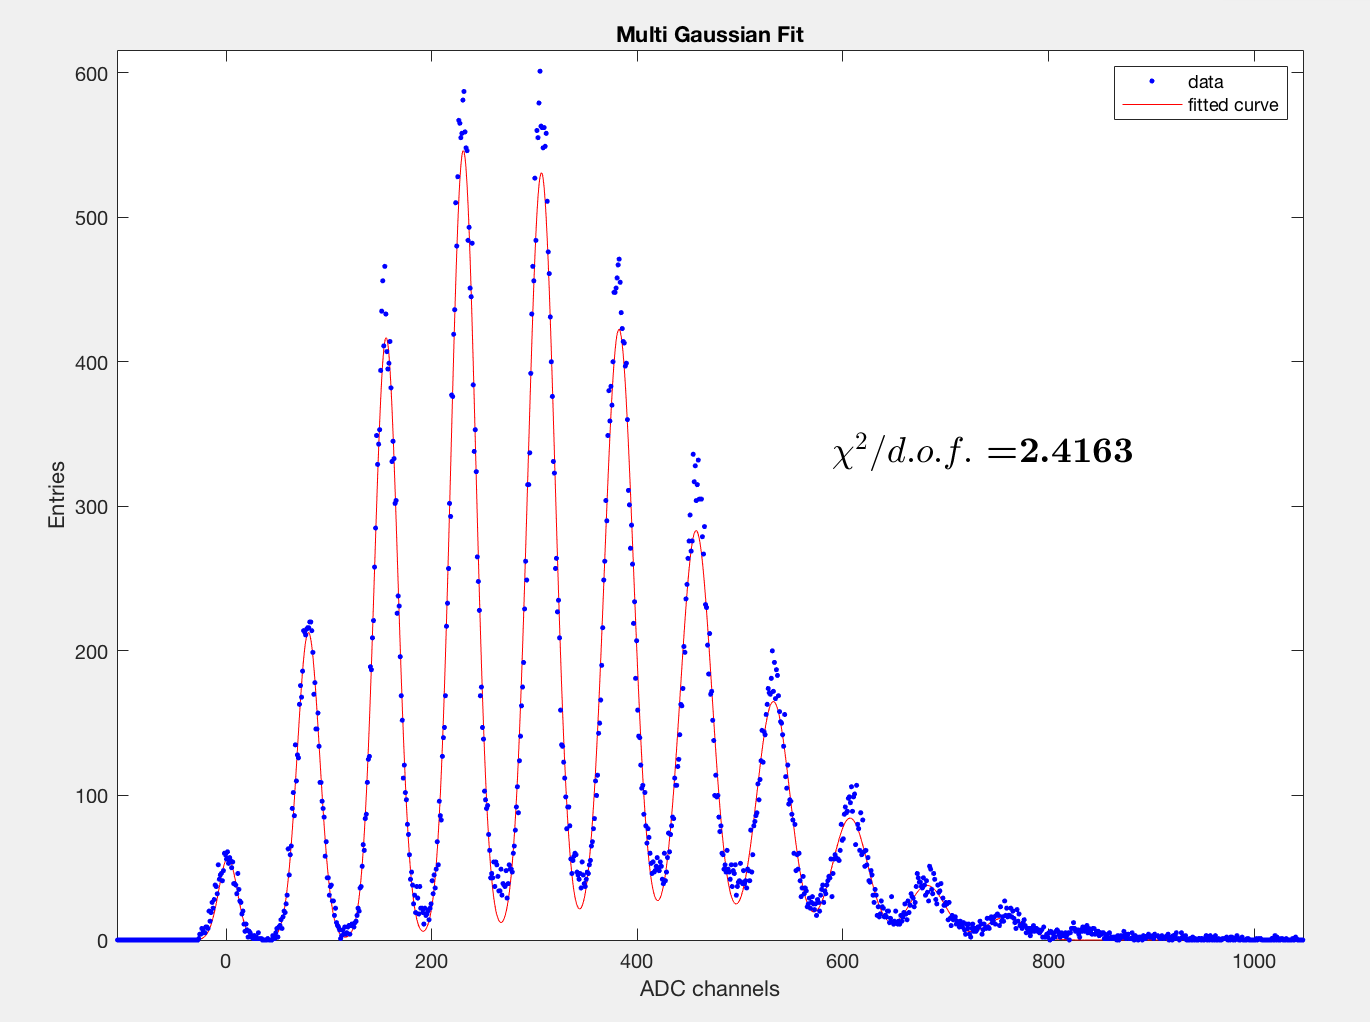 Multi Gaussian Fit
600
500
400
300
200
100
0
Entries
data
fitted curve
χ²/d.o.f. =2.4163
0 200 400 600 800 1000
ADC channels